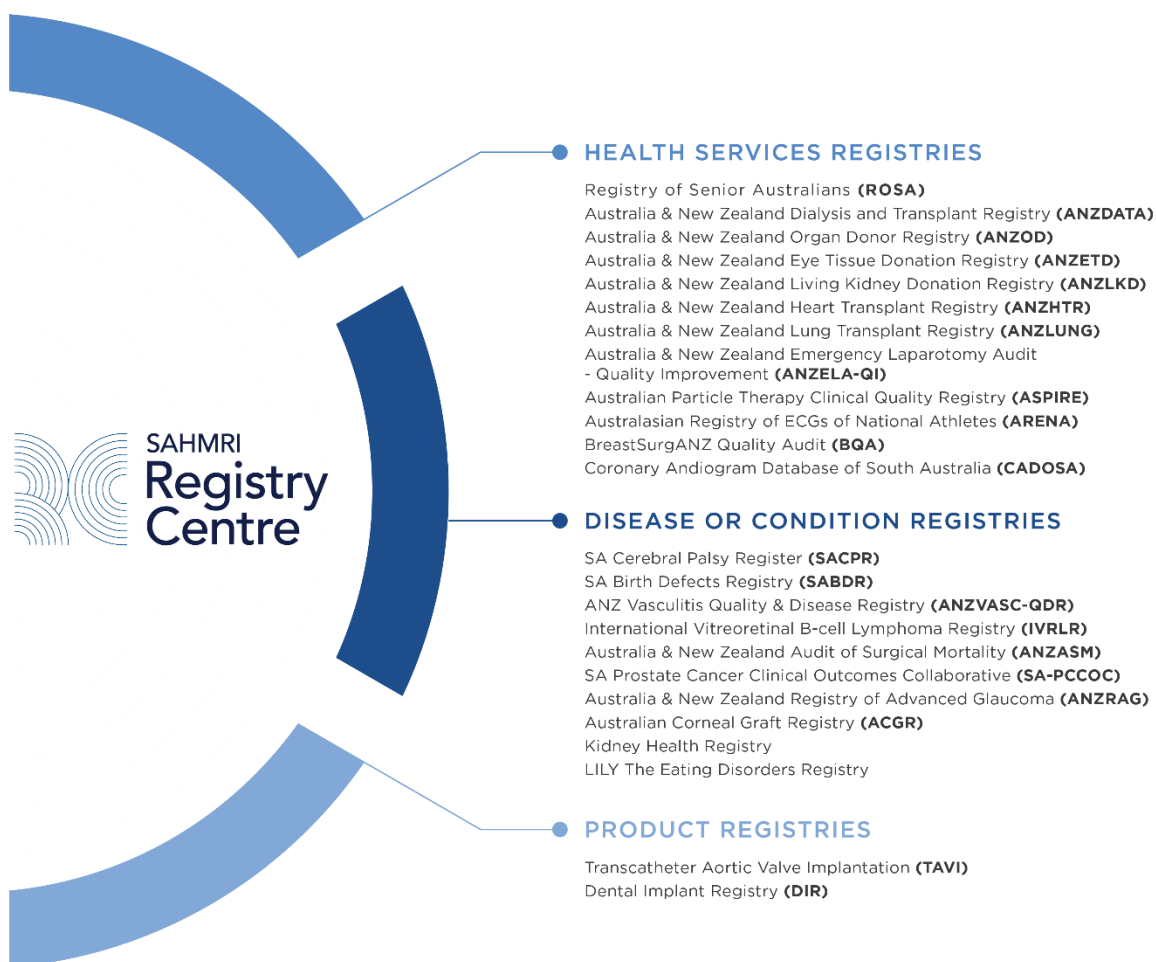 SAHMRI
Registry
Centre
HEALTH SERVICES REGISTRIES
Registry of Senior Australians (ROSA)
Australia & New Zealand Dialysis and Transplant Registry (ANZDATA)
Australia & New Zealand Organ Donor Registry (ANZOD)
Australia & New Zealand Eye Tissue Donation Registry (ANZETD)
Australia & New Zealand Living Kidney Donation Registry (ANZLKD)
Australia & New Zealand Heart Transplant Registry (ANZHTR)
Australia & New Zealand Lung Transplant Registry (ANZLUNG)
Australia & New Zealand Emergency Laparotomy Audit
- Quality Improvement (ANZELA-QI)
Australian Particle Therapy Clinical Quality Registry (ASPIRE)
Australasian Registry of ECGs of National Athletes (ARENA)
BreastSurgANZ Quality Audit (BQA)
Coronary Andiogram Database of South Australia (CADOSA)
DISEASE OR CONDITION REGISTRIES
SA Cerebral Palsy Register (SACPR)
SA Birth Defects Registry (SABDR)
ANZ Vasculitis Quality & Disease Registry (ANZVASC-QDR)
International Vitreoretinal B-cell Lymphoma Registry (IVRLR)
Australia & New Zealand Audit of Surgical Mortality (ANZASM)
SA Prostate Cancer Clinical Outcomes Collaborative (SA-PCCOC)
Australia & New Zealand Registry of Advanced Glaucoma (ANZRAG)
Australian Corneal Graft Registry (ACGR)
Kidney Health Registry
LILY The Eating Disorders Registry
PRODUCT REGISTRIES
Transcatheter Aortic Valve Implantation (TAVI)
Dental Implant Registry (DIR)